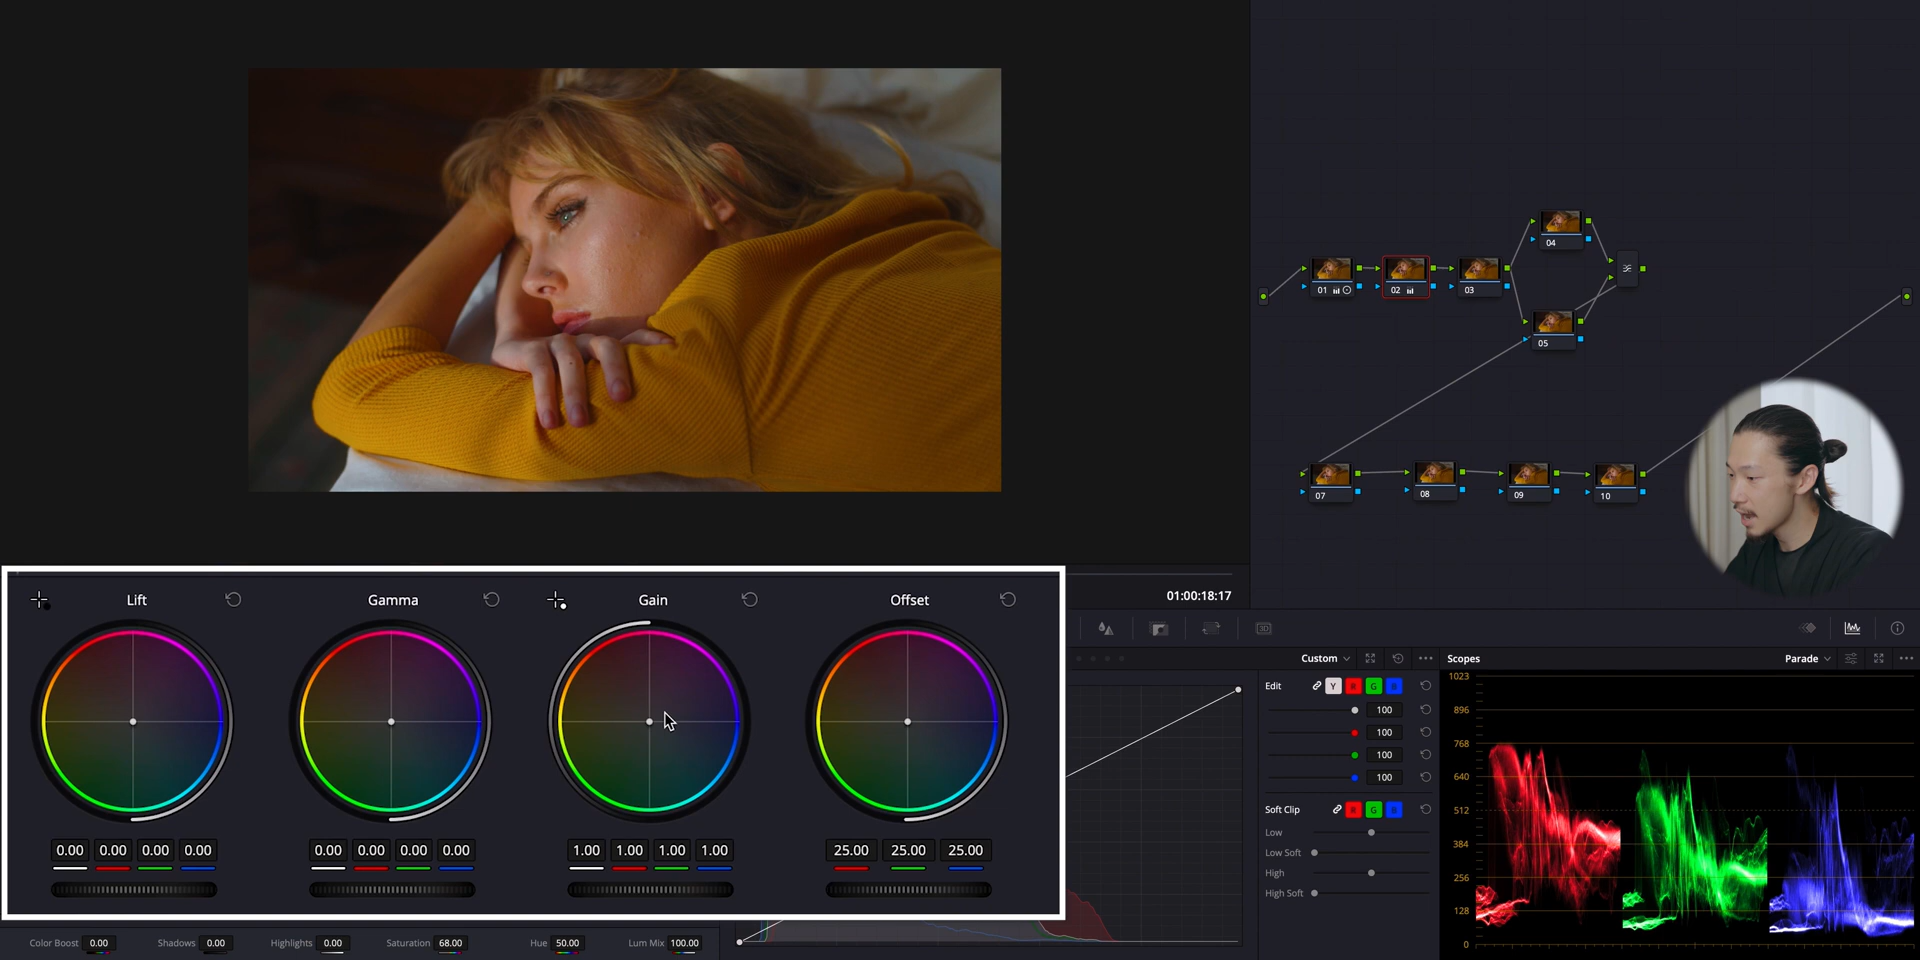 04
01
02
03
05
07
08
09
10
01:00:18:17
Lift
Gamma
Gain
Offset
0.00 0.00 0.00 0.00
0.00 0.00 0.00 0.00
1.00 1.00 1.00 1.00
25.00 25.00 25.00
Color Boost 0.00
Shadows 0.00
Highlights 0.00
Saturation 68.00
Hue 50.00
Lum Mix 100.00
3D
Custom
Edit Y R G B
100
100
100
100
Soft Clip R G B
Low
Low Soft
High
High Soft
Scopes
Parade
1023
896
768
640
512
384
256
128
0